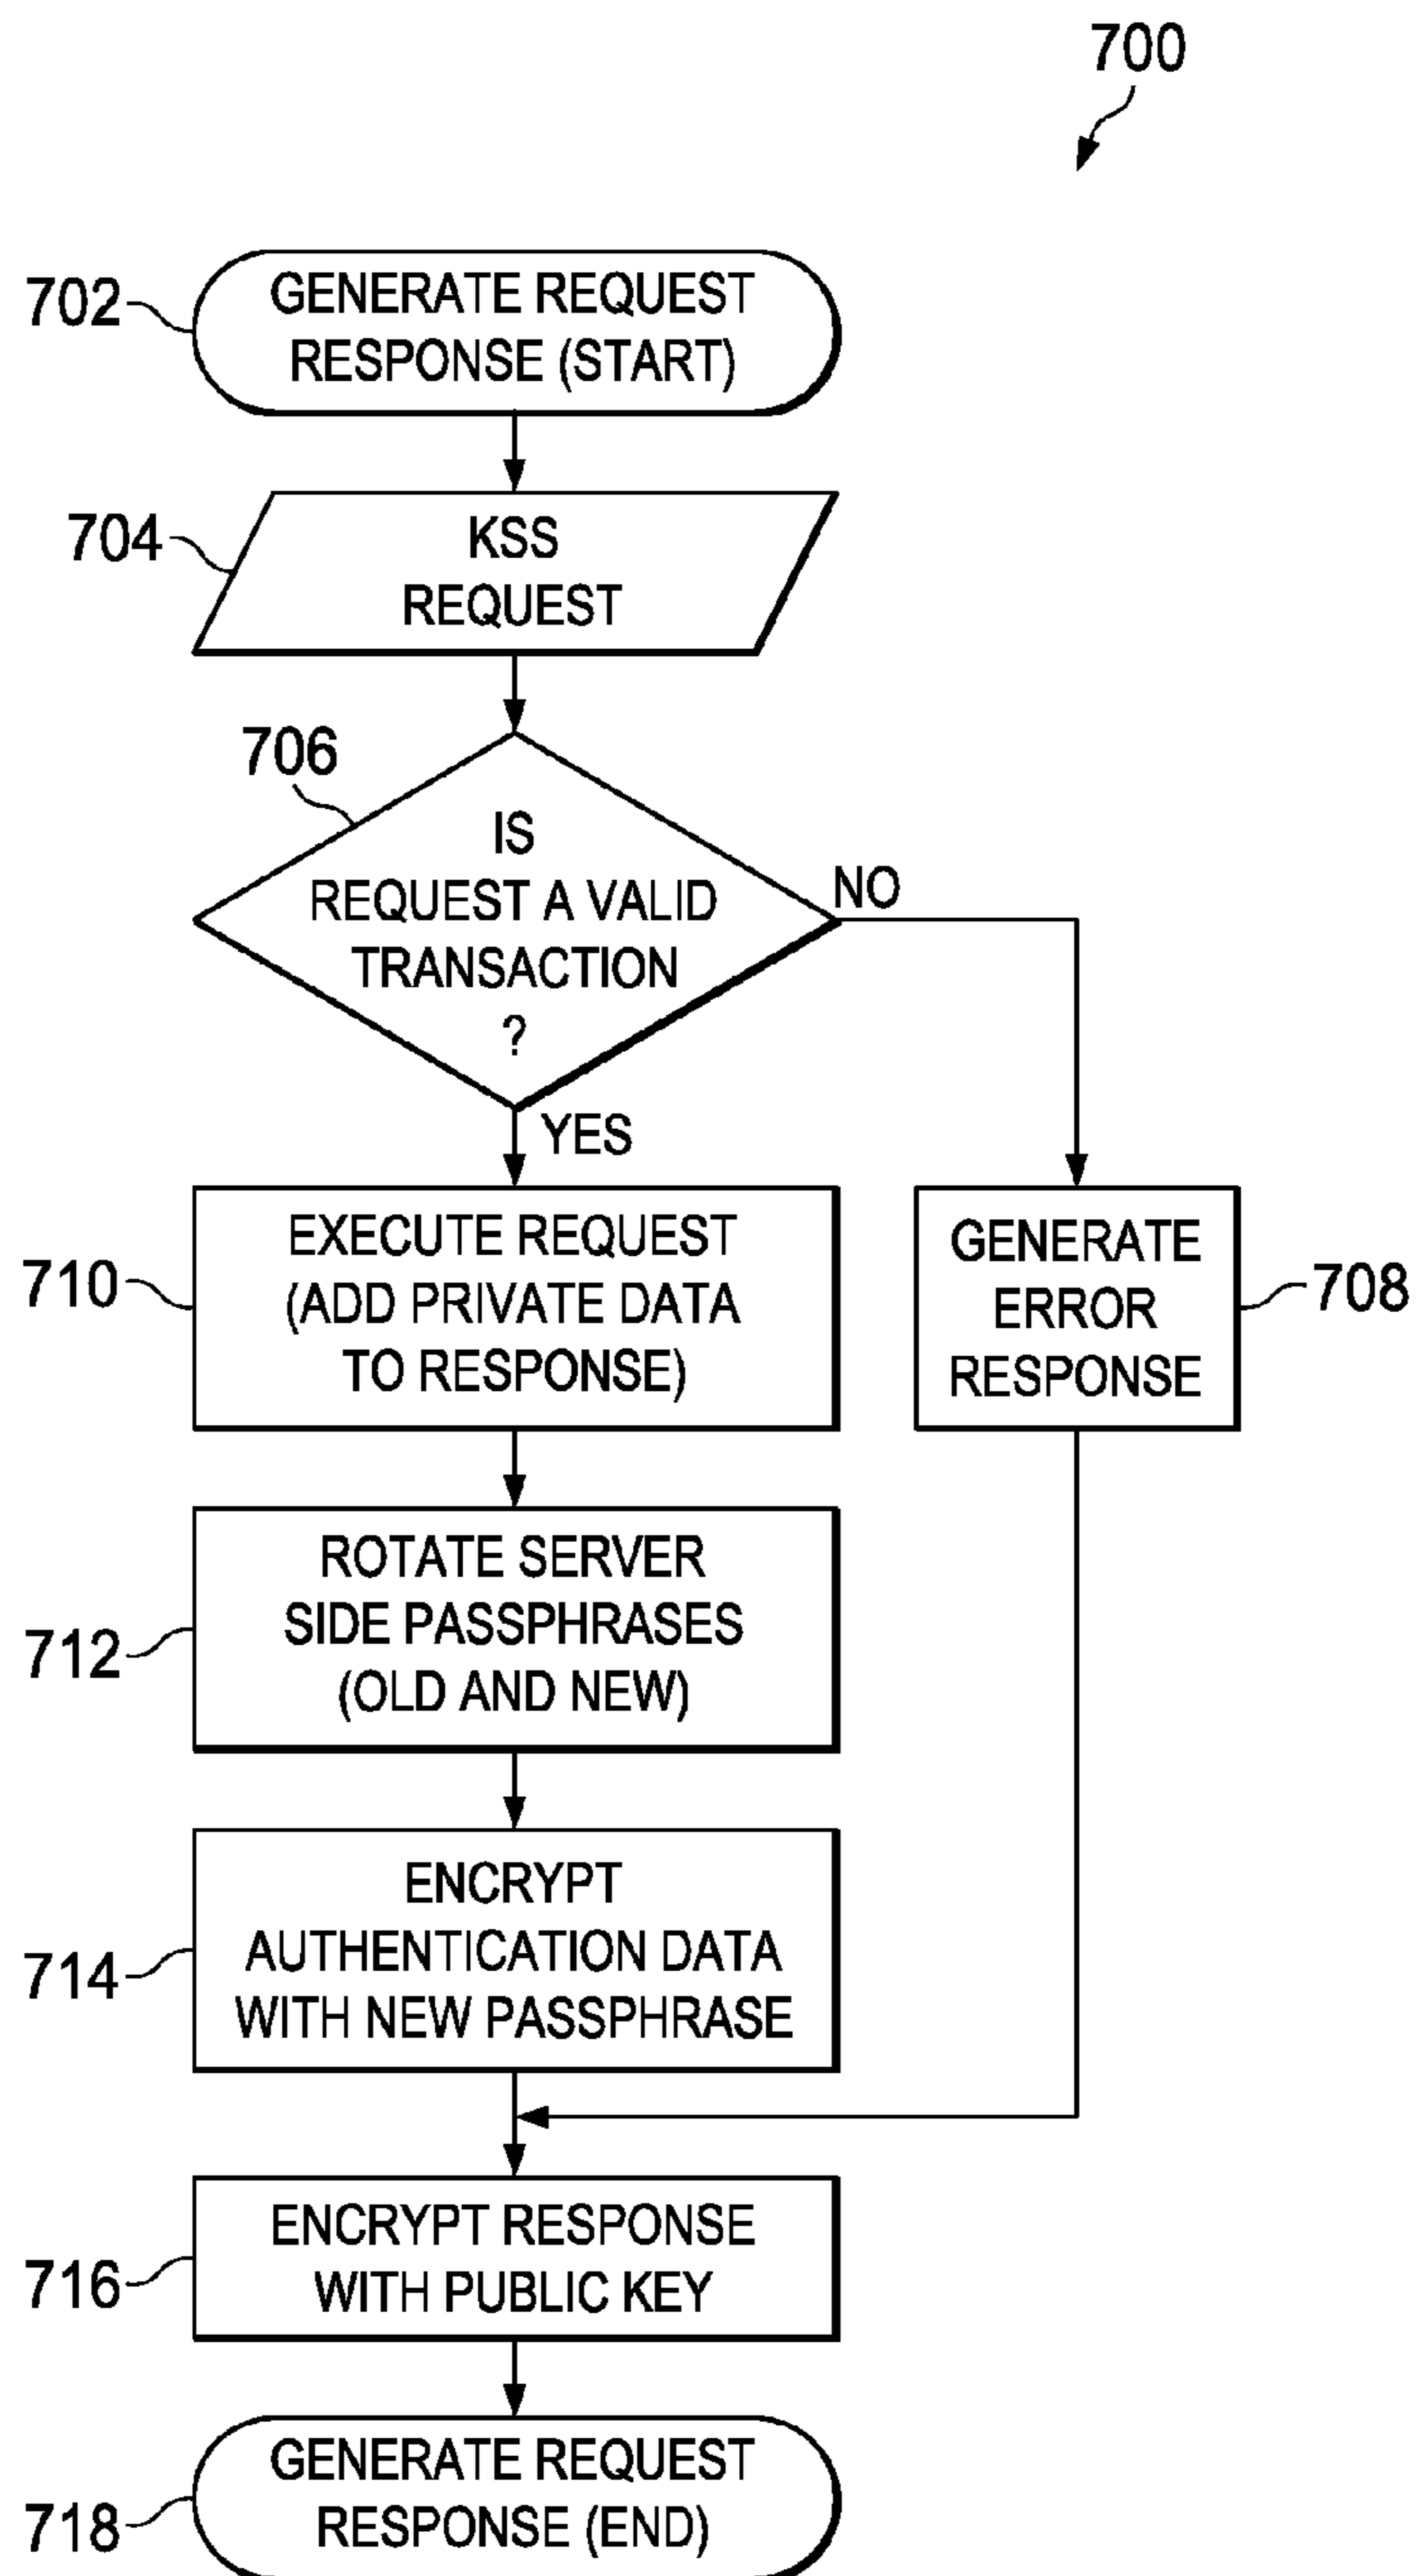 700
702
GENERATE REQUEST
RESPONSE (START)
704
KSS
REQUEST
706
IS
REQUEST A VALID
TRANSACTION
?
NO
YES
710
EXECUTE REQUEST
(ADD PRIVATE DATA
TO RESPONSE)
GENERATE
ERROR
RESPONSE
708
712
ROTATE SERVER
SIDE PASSPHRASES
(OLD AND NEW)
714
ENCRYPT
AUTHENTICATION DATA
WITH NEW PASSPHRASE
716
ENCRYPT RESPONSE
WITH PUBLIC KEY
718
GENERATE REQUEST
RESPONSE (END)